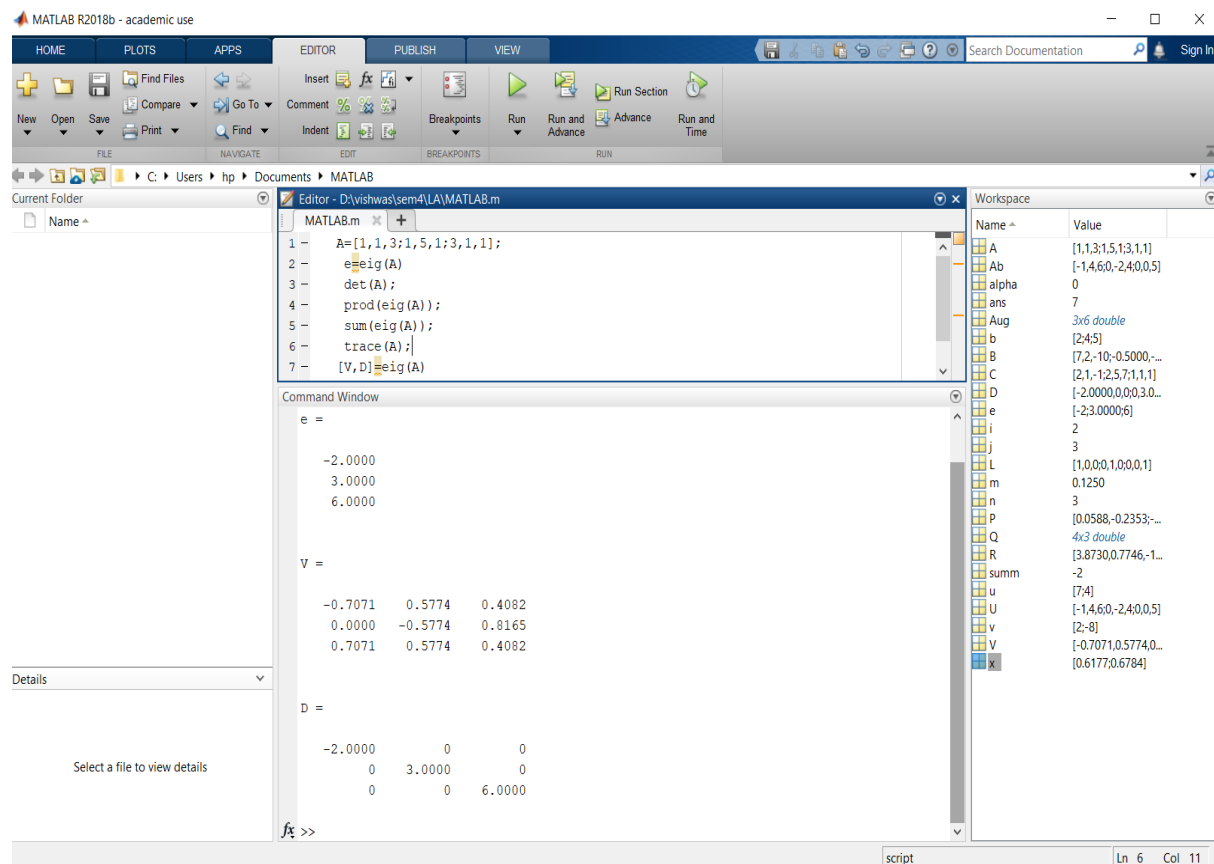 MATLAB R2018b - academic use
HOME PLOTS APPS EDITOR PUBLISH VIEW
Search Documentation
Sign In
New Open Save
Find Files
Compare
Print
Go To
Find
Insert
Comment
Indent
Breakpoints
Run
Run and Advance
Run Section
Advance
Run and Time
FILE NAVIGATE EDIT BREAKPOINTS RUN
C: Users hp Documents MATLAB
Current Folder
Name
Details
Select a file to view details
Editor - D:\vishwas\sem4\LA\MATLAB.m
MATLAB.m
1 - A=[1,1,3;1,5,1;3,1,1];
2 - e=eig(A)
3 - det(A);
4 - prod(eig(A));
5 - sum(eig(A));
6 - trace(A);
7 - [V,D]=eig(A)
Command Window
e =
-2.0000
3.0000
6.0000
V =
-0.7071 0.5774 0.4082
0.0000 -0.5774 0.8165
0.7071 0.5774 0.4082
D =
-2.0000 0 0
0 3.0000 0
0 0 6.0000
fx >>
Workspace
Name Value
A [1,1,3;1,5,1;3,1,1]
Ab [-1,4,6;0,-2,4;0,0,5]
alpha 0
ans 7
Aug 3x6 double
b [2;4;5]
B [7,2,-10;-0.5000,-...
C [2,1,-1;2,5,7;1,1,1]
D [-2.0000,0,0;0,3.0...
e [-2;3.0000;6]
i 2
j 3
L [1,0,0;0,1,0;0,0,1]
m 0.1250
n 3
P [0.0588,-0.2353;-...
Q 4x3 double
R [3.8730,0.7746,-1...
summ -2
u [7;4]
U [-1,4,6;0,-2,4;0,0,5]
v [2;-8]
V [-0.7071,0.5774,0...
x [0.6177;0.6784]
script
Ln 6 Col 11